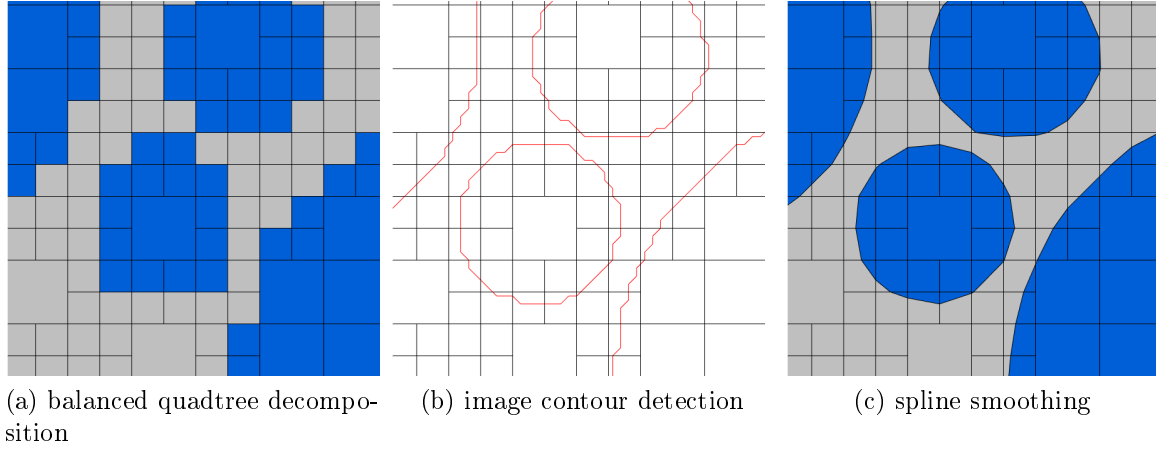 (a) balanced quadtree decompo-
sition
(b) image contour detection
(c) spline smoothing